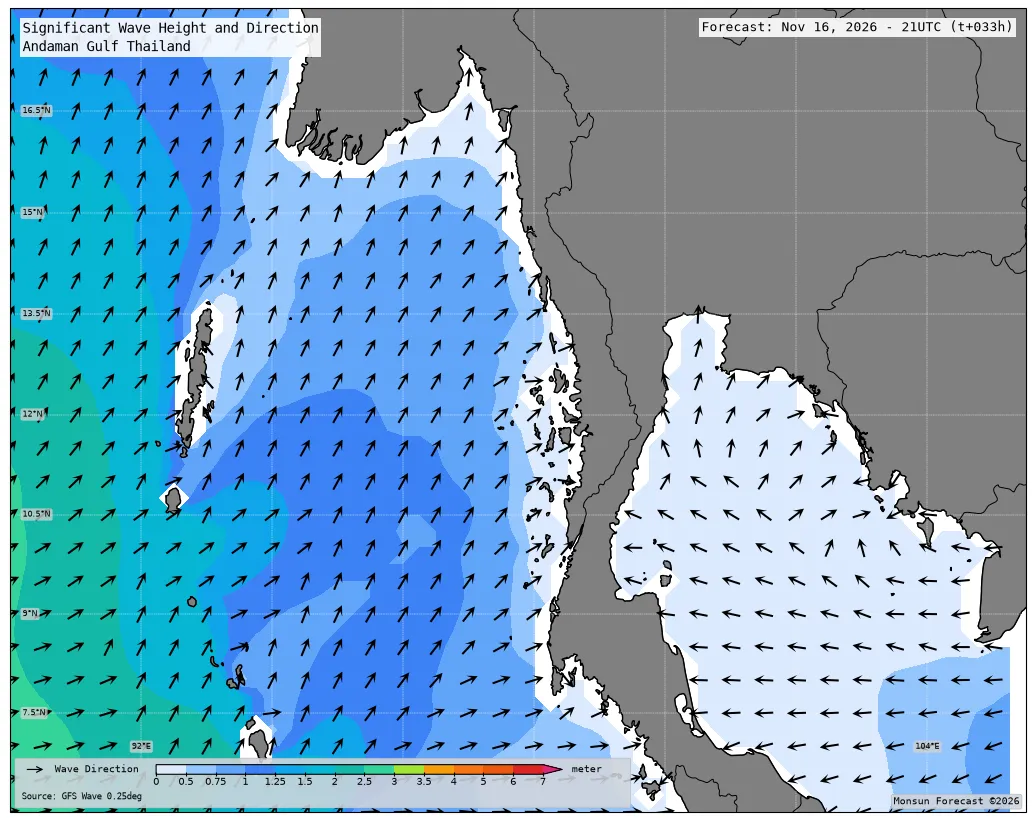 Significant Wave Height and Direction
Andaman Gulf Thailand
Forecast: Nov 16, 2026 - 21UTC (t+033h)
16.5°N
15°N
13.5°N
12°N
10.5°N
9°N
7.5°N
92°E
104°E
Wave Direction
0 0.5 0.75 1 1.25 1.5 2 2.5 3 3.5 4 5 6 7
meter
Source: GFS Wave 0.25deg
Monsun Forecast ©2026